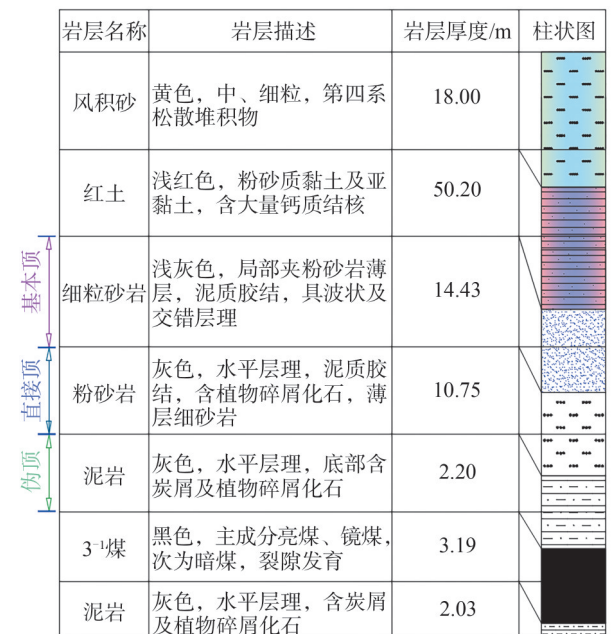 岩层名称 岩层描述 岩层厚度/m 柱状图
风积砂 黄色，中、细粒，第四系 18.00
松散堆积物
红土 浅红色，粉砂质黏土及亚 50.20
黏土，含大量钙质结核
基本顶 细粒砂岩 浅灰色，局部夹粉砂岩薄 14.43
层，泥质胶结，具波状及
交错层理
直接顶 粉砂岩 灰色，水平层理，泥质胶 10.75
结，含植物碎屑化石，薄
层细砂岩
伪顶 泥岩 灰色，水平层理，底部含 2.20
炭屑及植物碎屑化石
3⁻¹煤 黑色，主成分亮煤、镜煤， 3.19
次为暗煤，裂隙发育
泥岩 灰色，水平层理，含炭屑 2.03
及植物碎屑化石